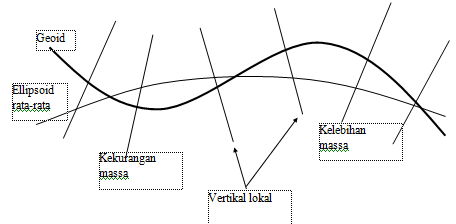 Geoid
Ellipsoid
rata-rata
Kekurangan
massa
Vertikal lokal
Kelebihan
massa